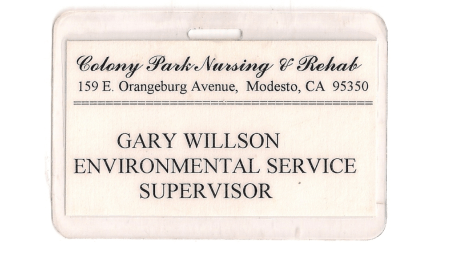 Colony Park Nursing & Rehab
159 E. Orangeburg Avenue, Modesto, CA 95350
================================================
GARY WILLSON
ENVIRONMENTAL SERVICE
SUPERVISOR